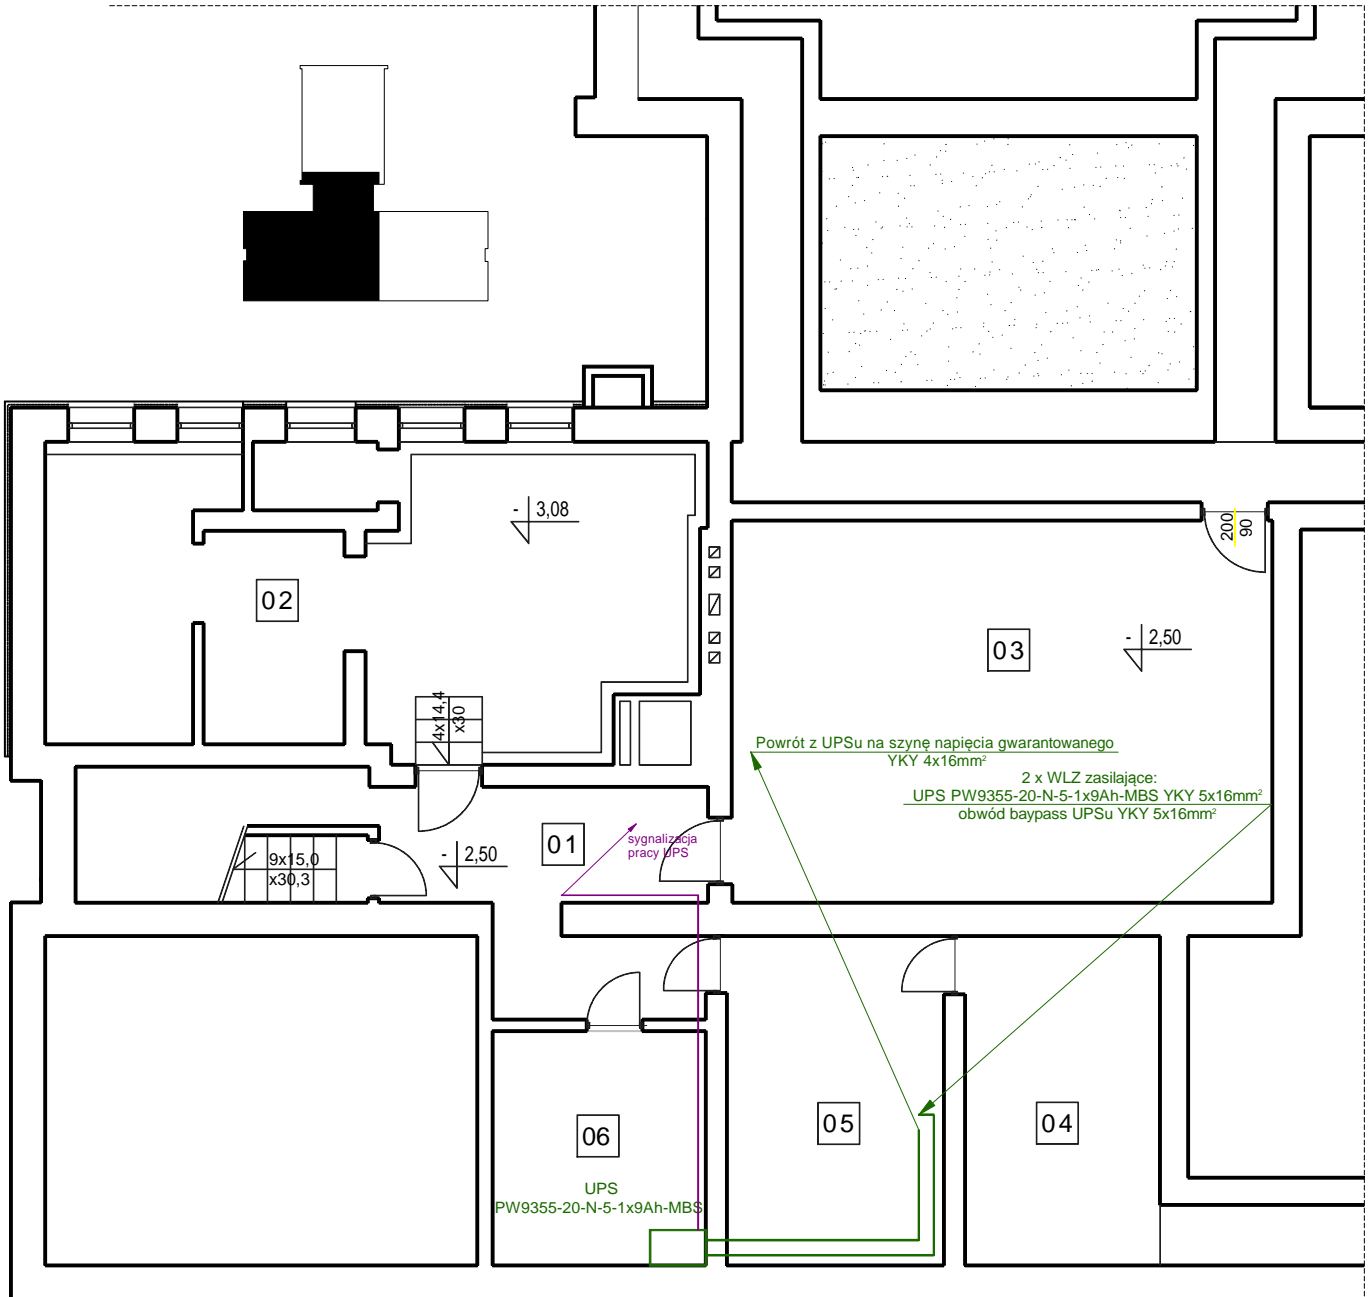 - 3,08
200
90
02
03
- 2,50
4x14,4
x30
Powrót z UPSu na szynę napięcia gwarantowanego
YKY 4x16mm²
2 x WLZ zasilające:
UPS PW9355-20-N-5-1x9Ah-MBS YKY 5x16mm²
obwód baypass UPSu YKY 5x16mm²
01
sygnalizacja
pracy UPS
- 2,50
9x15,0
x30,3
05
04
06
UPS
PW9355-20-N-5-1x9Ah-MBS